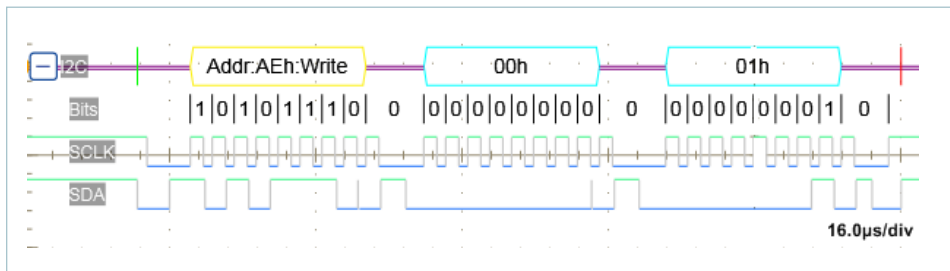 I2C Addr:AEh:Write 00h 01h
Bits 1 0 1 0 1 1 1 0 0 0 0 0 0 0 0 0 0 0 0 0 0 0 0 0 0 1 0
SCLK
SDA
16.0μs/div